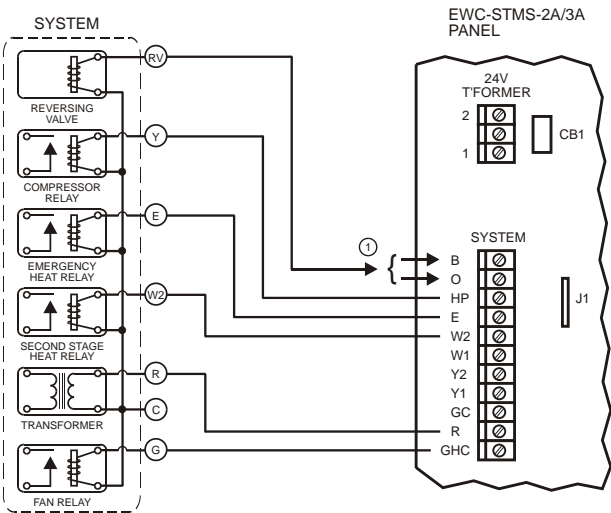 SYSTEM
EWC-STMS-2A/3A
PANEL
RV
REVERSING
VALVE
Y
COMPRESSOR
RELAY
E
EMERGENCY
HEAT RELAY
W2
SECOND STAGE
HEAT RELAY
R
C
TRANSFORMER
G
FAN RELAY
1
24V
T'FORMER
2
1
CB1
SYSTEM
B
O
HP
E
W2
W1
Y2
Y1
GC
R
GHC
J1